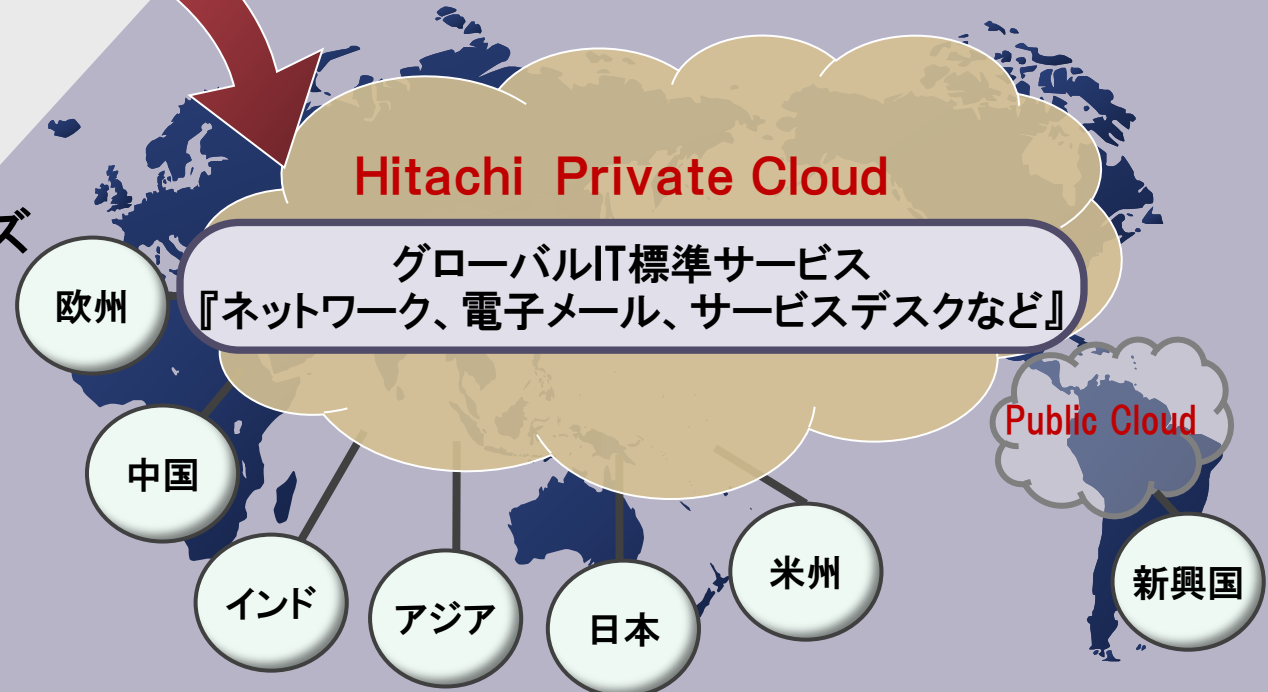 Hitachi Private Cloud
ズ
グローバルIT標準サービス
『ネットワーク、電子メール、サービスデスクなど』
欧州
Public Cloud
中国
インド
アジア
日本
米州
新興国